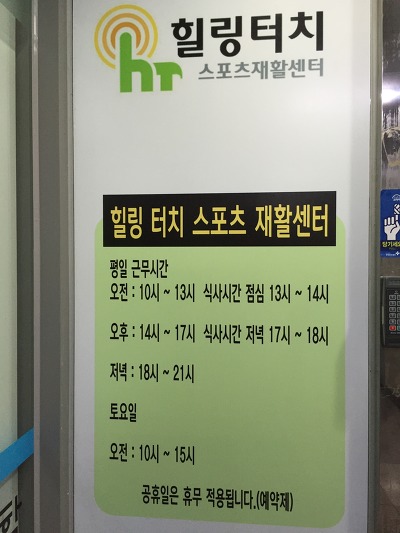 hr
힐링터치
스포츠재활센터
힐링 터치 스포츠 재활센터
평일 근무시간
오전 : 10시 ~ 13시 식사시간 점심 13시 ~ 14시
오후 : 14시 ~ 17시 식사시간 저녁 17시 ~ 18시
저녁 : 18시 ~ 21시
토요일
오전 : 10시 ~ 15시
공휴일은 휴무 적용됩니다.(예약제)